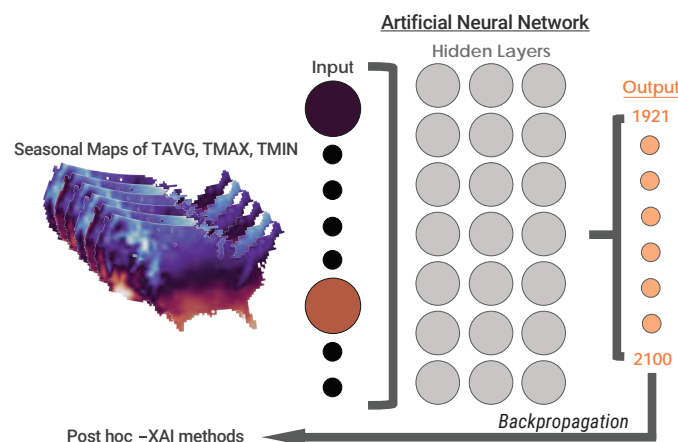 Artificial Neural Network
Hidden Layers
Input
Output
1921
Seasonal Maps of TAVG, TMAX, TMIN
2100
Backpropagation
Post hoc –XAI methods